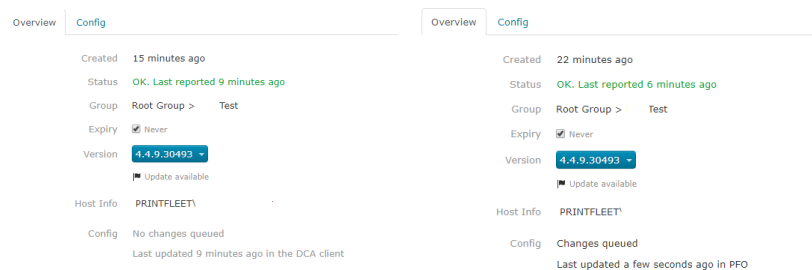 Overview Config
Created 15 minutes ago
Status OK. Last reported 9 minutes ago
Group Root Group > Test
Expiry Never
Version 4.4.9.30493
Update available
Host Info PRINTFLEET\
Config No changes queued
Last updated 9 minutes ago in the DCA client
Overview Config
Created 22 minutes ago
Status OK. Last reported 6 minutes ago
Group Root Group > Test
Expiry Never
Version 4.4.9.30493
Update available
Host Info PRINTFLEET\
Config Changes queued
Last updated a few seconds ago in PFO